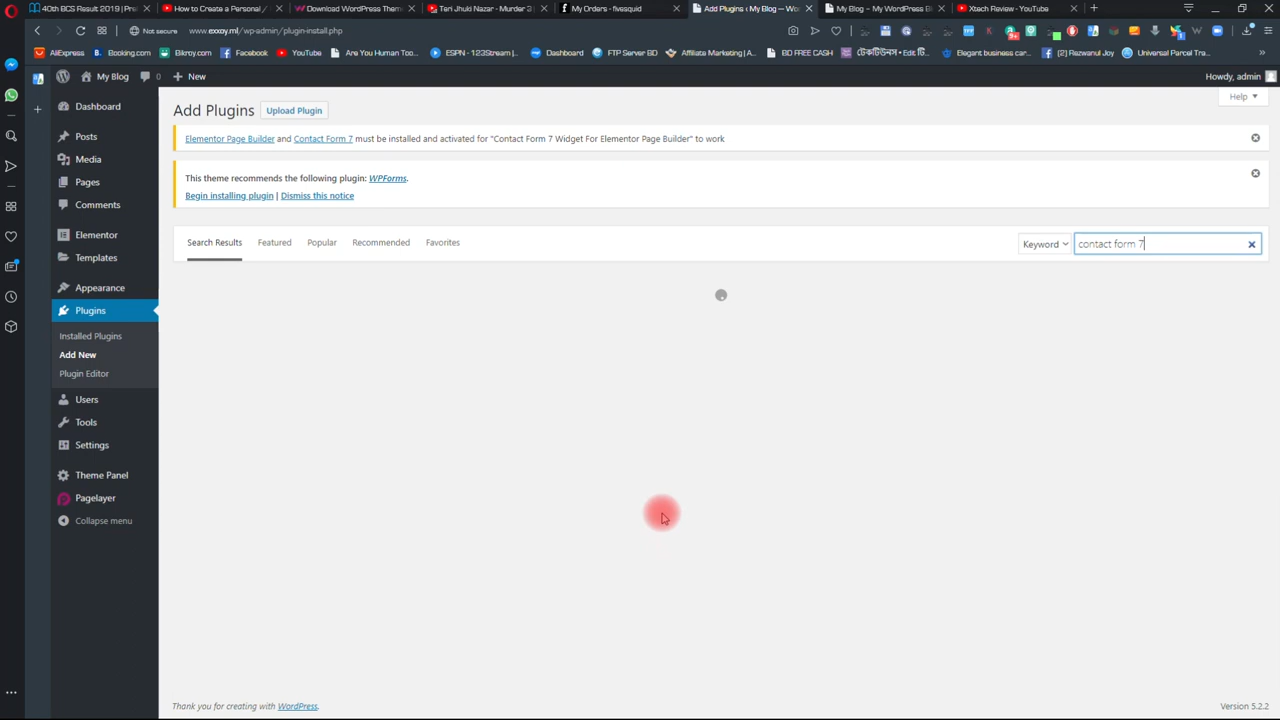 40th BCS Result 2019 | Pre
How to Create a Personal
Download WordPress Them
Teri Jhuki Nazar - Murder 3
My Orders - fivesquid
Add Plugins ‹ My Blog — Wo
My Blog – My WordPress B
Xtech Review - YouTube
Not secure www.exxoy.ml/wp-admin/plugin-install.php
AliExpress Booking.com Bikroy.com Facebook YouTube Are You Human Too... ESPN - 123Stream |... Dashboard FTP Server BD Affiliate Marketing | A... BD FREE DASH Elegant business car... [2] Rezwanul Joy Universal Parcel Tra...
My Blog 0 New Howdy, admin
Dashboard
Posts
Media
Pages
Comments
Elementor
Templates
Appearance
Plugins
Installed Plugins
Add New
Plugin Editor
Users
Tools
Settings
Theme Panel
Pagelayer
Collapse menu
Help
Add Plugins Upload Plugin
Elementor Page Builder and Contact Form 7 must be installed and activated for "Contact Form 7 Widget For Elementor Page Builder" to work
This theme recommends the following plugin: WPForms.
Begin installing plugin | Dismiss this notice
Search Results Featured Popular Recommended Favorites Keyword contact form 7
Thank you for creating with WordPress. Version 5.2.2